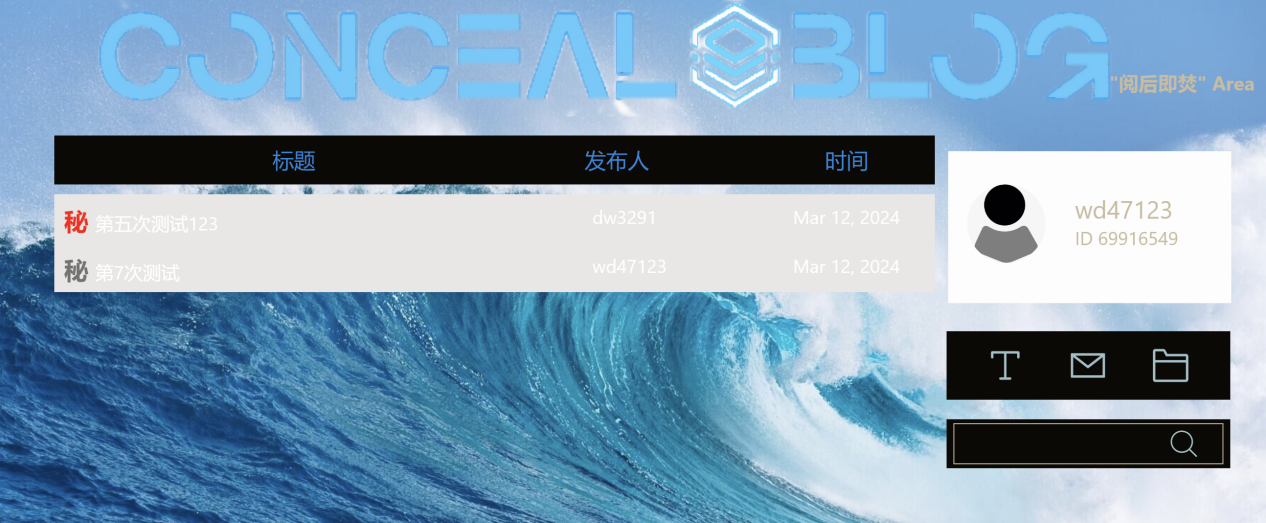 CONCEAL BLOG
"阅后即焚" Area
标题 发布人 时间
秘 第五次测试123 dw3291 Mar 12, 2024
秘 第7次测试 wd47123 Mar 12, 2024
wd47123
ID 69916549